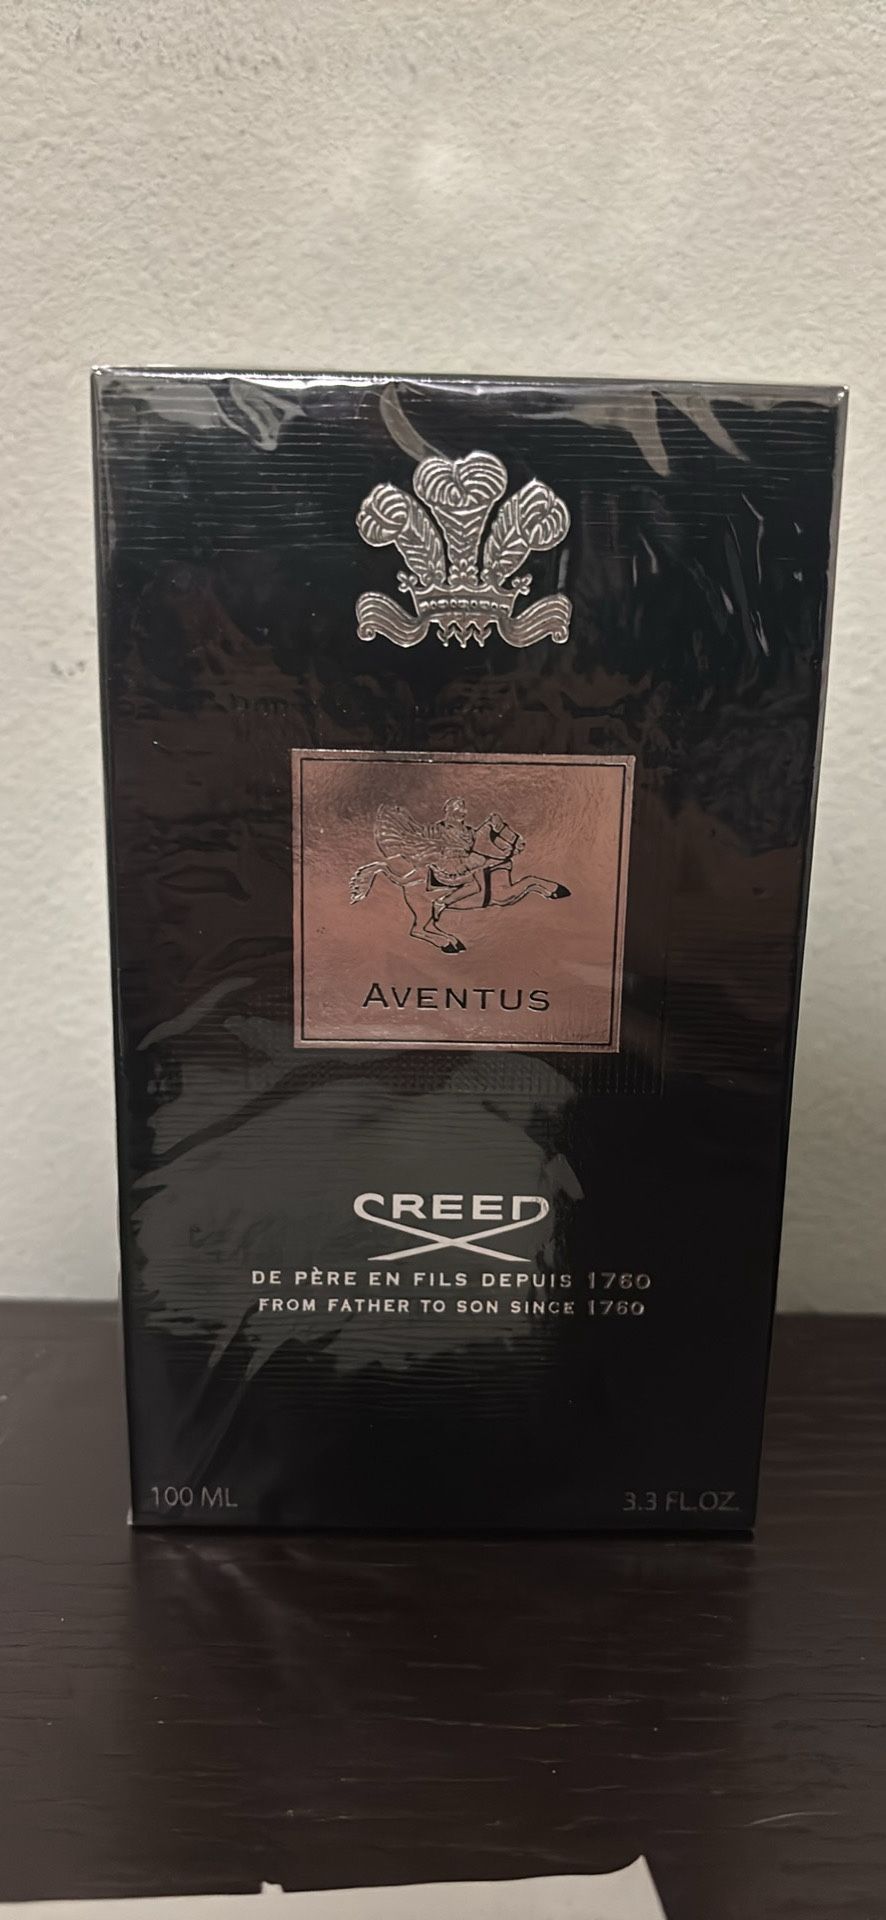 AVENTUS
CREED
DE PÈRE EN FILS DEPUIS 1760
FROM FATHER TO SON SINCE 1760
100 ML
3.3 FL.OZ.